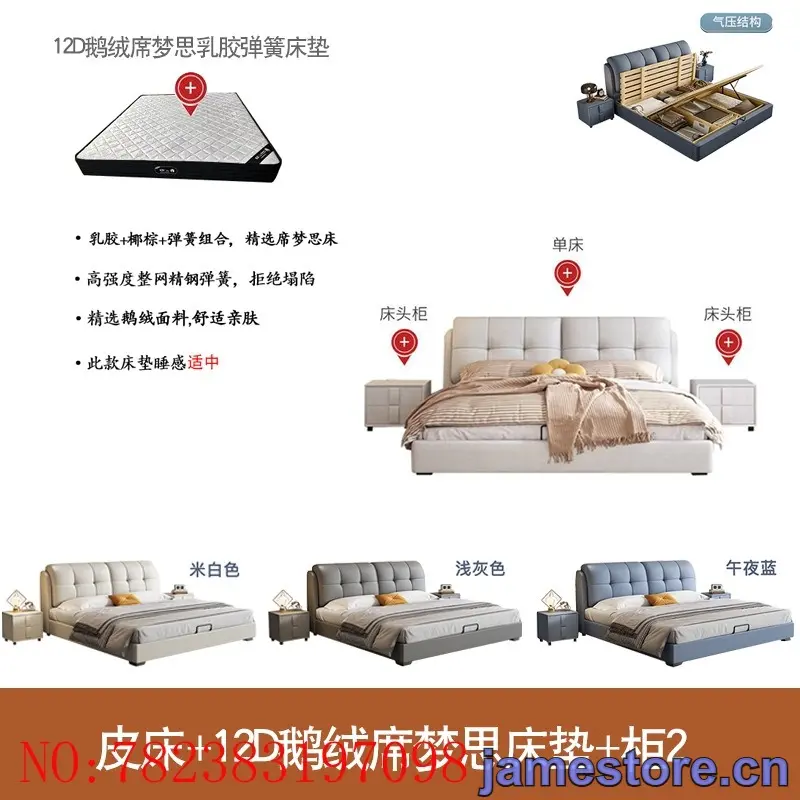 气压结构
12D鹅绒席梦思乳胶弹簧床垫
• 乳胶+椰棕+弹簧组合，精选席梦思床
• 高强度整网精钢弹簧，拒绝塌陷
• 精选鹅绒面料,舒适亲肤
• 此款床垫睡感适中
单床
床头柜
床头柜
米白色
浅灰色
午夜蓝
皮床+12D鹅绒席梦思床垫+柜2
NO:782383197098
jamestore.cn